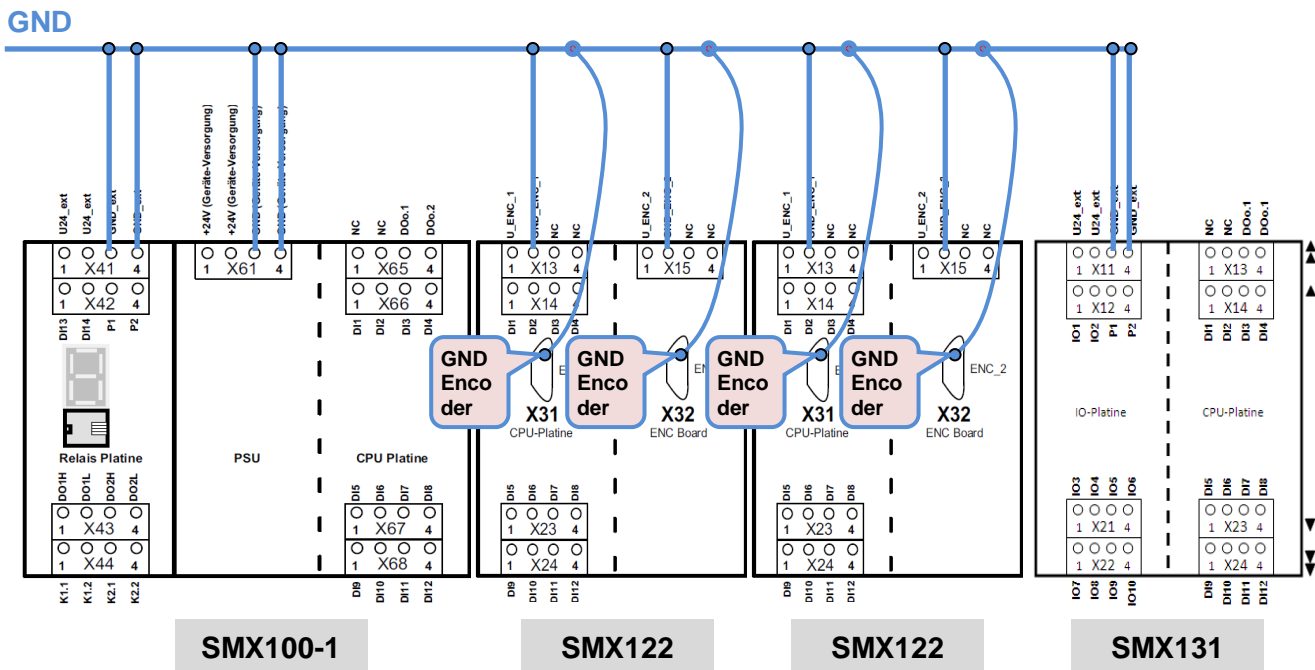 GND
U24_ext
U24_ext
GND_ext
GND_ext
+24V (Geräte-Versorgung)
+24V (Geräte-Versorgung)
GND (Geräte-Versorgung)
GND (Geräte-Versorgung)
NC
NC
DOo.1
DOo.2
U_ENC_1
GND_ENC_1
NC
NC
U_ENC_2
GND_ENC_2
NC
NC
U_ENC_1
GND_ENC_1
NC
NC
U_ENC_2
NC
NC
U24_ext
U24_ext
GND_ext
GND_ext
NC
NC
DOo.1
DOo.1
1 X41 4
1 X61 4
1 X65 4
1 X13 4
1 X15 4
1 X13 4
1 X15 4
1 X11 4
1 X13 4
1 X42 4
1 X66 4
1 X14 4
1 X14 4
1 X12 4
1 X14 4
DI13
DI14
P1
P2
DI1
DI2
DI3
DI4
DI1
DI2
DI3
DI4
DI1
DI2
DI3
DI4
IO1
IO2
P1
P2
DI1
DI2
DI3
DI4
GND
Enco
der
GND
Enco
der
GND
Enco
der
GND
Enco
der
ENC_2
X31
CPU-Platine
X32
ENC Board
X31
CPU-Platine
X32
ENC Board
IO-Platine
CPU-Platine
Relais Platine
PSU
CPU Platine
DO1H
DO1L
DO2H
DO2L
DI5
DI6
DI7
DI8
DI5
DI6
DI7
DI8
DI5
DI6
DI7
DI8
IO3
IO4
IO5
IO6
DI5
DI6
DI7
DI8
1 X43 4
1 X67 4
1 X23 4
1 X23 4
1 X21 4
1 X23 4
1 X44 4
1 X68 4
1 X24 4
1 X24 4
1 X22 4
1 X24 4
K1.1
K1.2
K2.1
K2.2
DI9
DI10
DI11
DI12
DI9
DI10
DI11
DI12
DI9
DI10
DI11
DI12
IO7
IO8
IO9
IO10
DI9
DI10
DI11
DI12
SMX100-1
SMX122
SMX122
SMX131